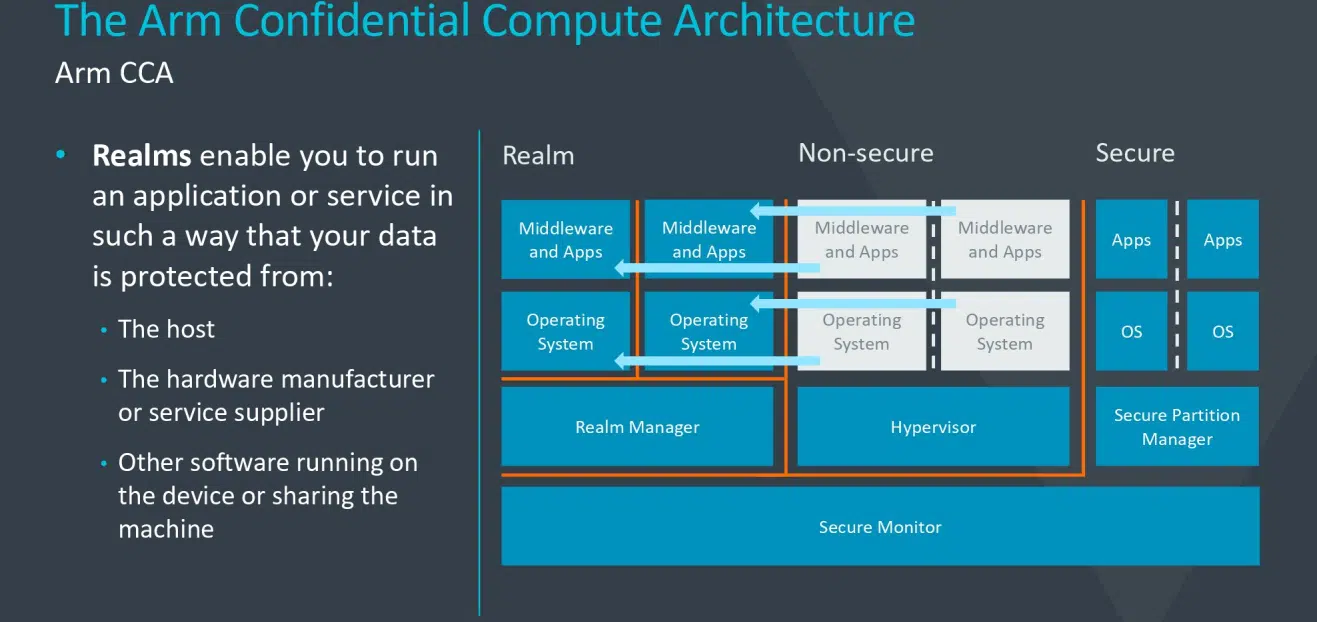 The Arm Confidential Compute Architecture
Arm CCA
• Realms enable you to run
an application or service in
such a way that your data
is protected from:
• The host
• The hardware manufacturer
or service supplier
• Other software running on
the device or sharing the
machine
Realm
Non-secure
Secure
Middleware
and Apps
Middleware
and Apps
Middleware
and Apps
Middleware
and Apps
Apps
Apps
Operating
System
Operating
System
Operating
System
Operating
System
OS
OS
Realm Manager
Hypervisor
Secure Partition
Manager
Secure Monitor